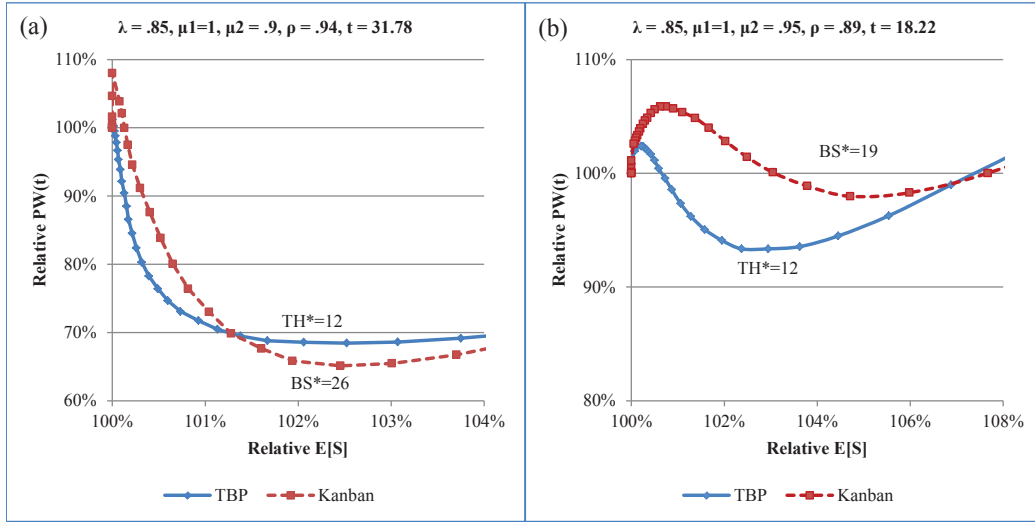 (a)
λ = .85, μ1=1, μ2 = .9, ρ = .94, t = 31.78
110%
100%
90%
80%
70%
60%
Relative PW(t)
TH*=12
BS*=26
100%
101%
102%
103%
104%
Relative E[S]
TBP
Kanban
(b)
λ = .85, μ1=1, μ2 = .95, ρ = .89, t = 18.22
110%
100%
90%
80%
Relative PW(t)
BS*=19
TH*=12
100%
102%
104%
106%
108%
Relative E[S]
TBP
Kanban